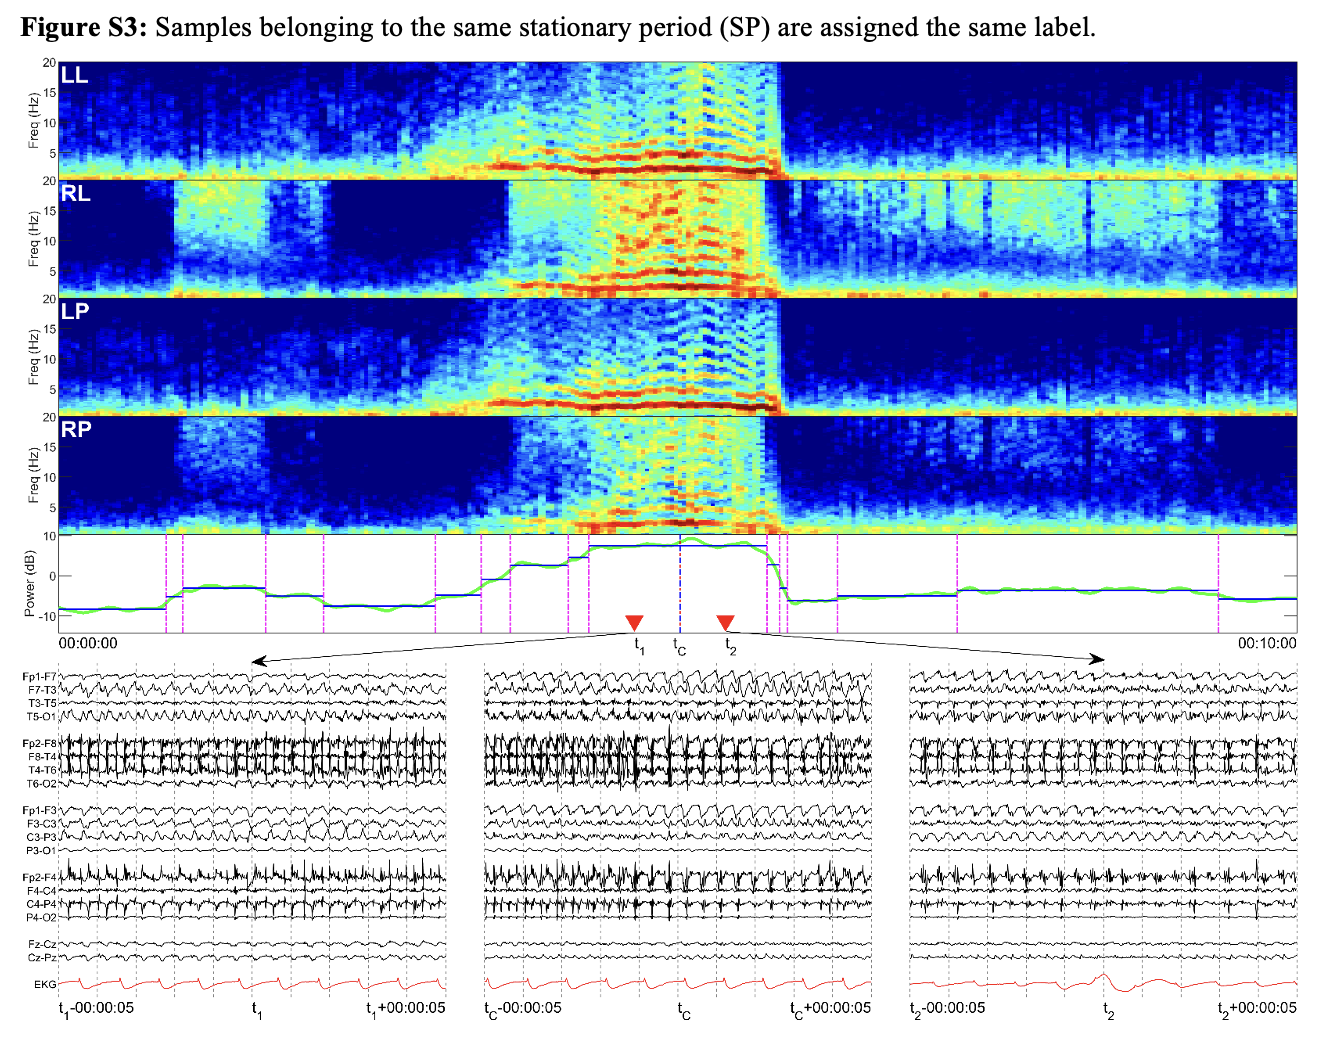 Figure S3: Samples belonging to the same stationary period (SP) are assigned the same label.
LL
Freq (Hz)
20
15
10
5
RL
Freq (Hz)
20
15
10
5
LP
Freq (Hz)
20
15
10
5
RP
Freq (Hz)
20
15
10
5
Power (dB)
10
0
-10
00:00:00
t1
tC
t2
00:10:00
Fp1-F7
F7-T3
T3-T5
T5-O1
Fp2-F8
F8-T4
T4-T6
T6-O2
Fp1-F3
F3-C3
C3-P3
P3-O1
Fp2-F4
F4-C4
C4-P4
P4-O2
Fz-Cz
Cz-Pz
EKG
t1-00:00:05 t1 t1+00:00:05
tC-00:00:05 tC tC+00:00:05
t2-00:00:05 t2 t2+00:00:05